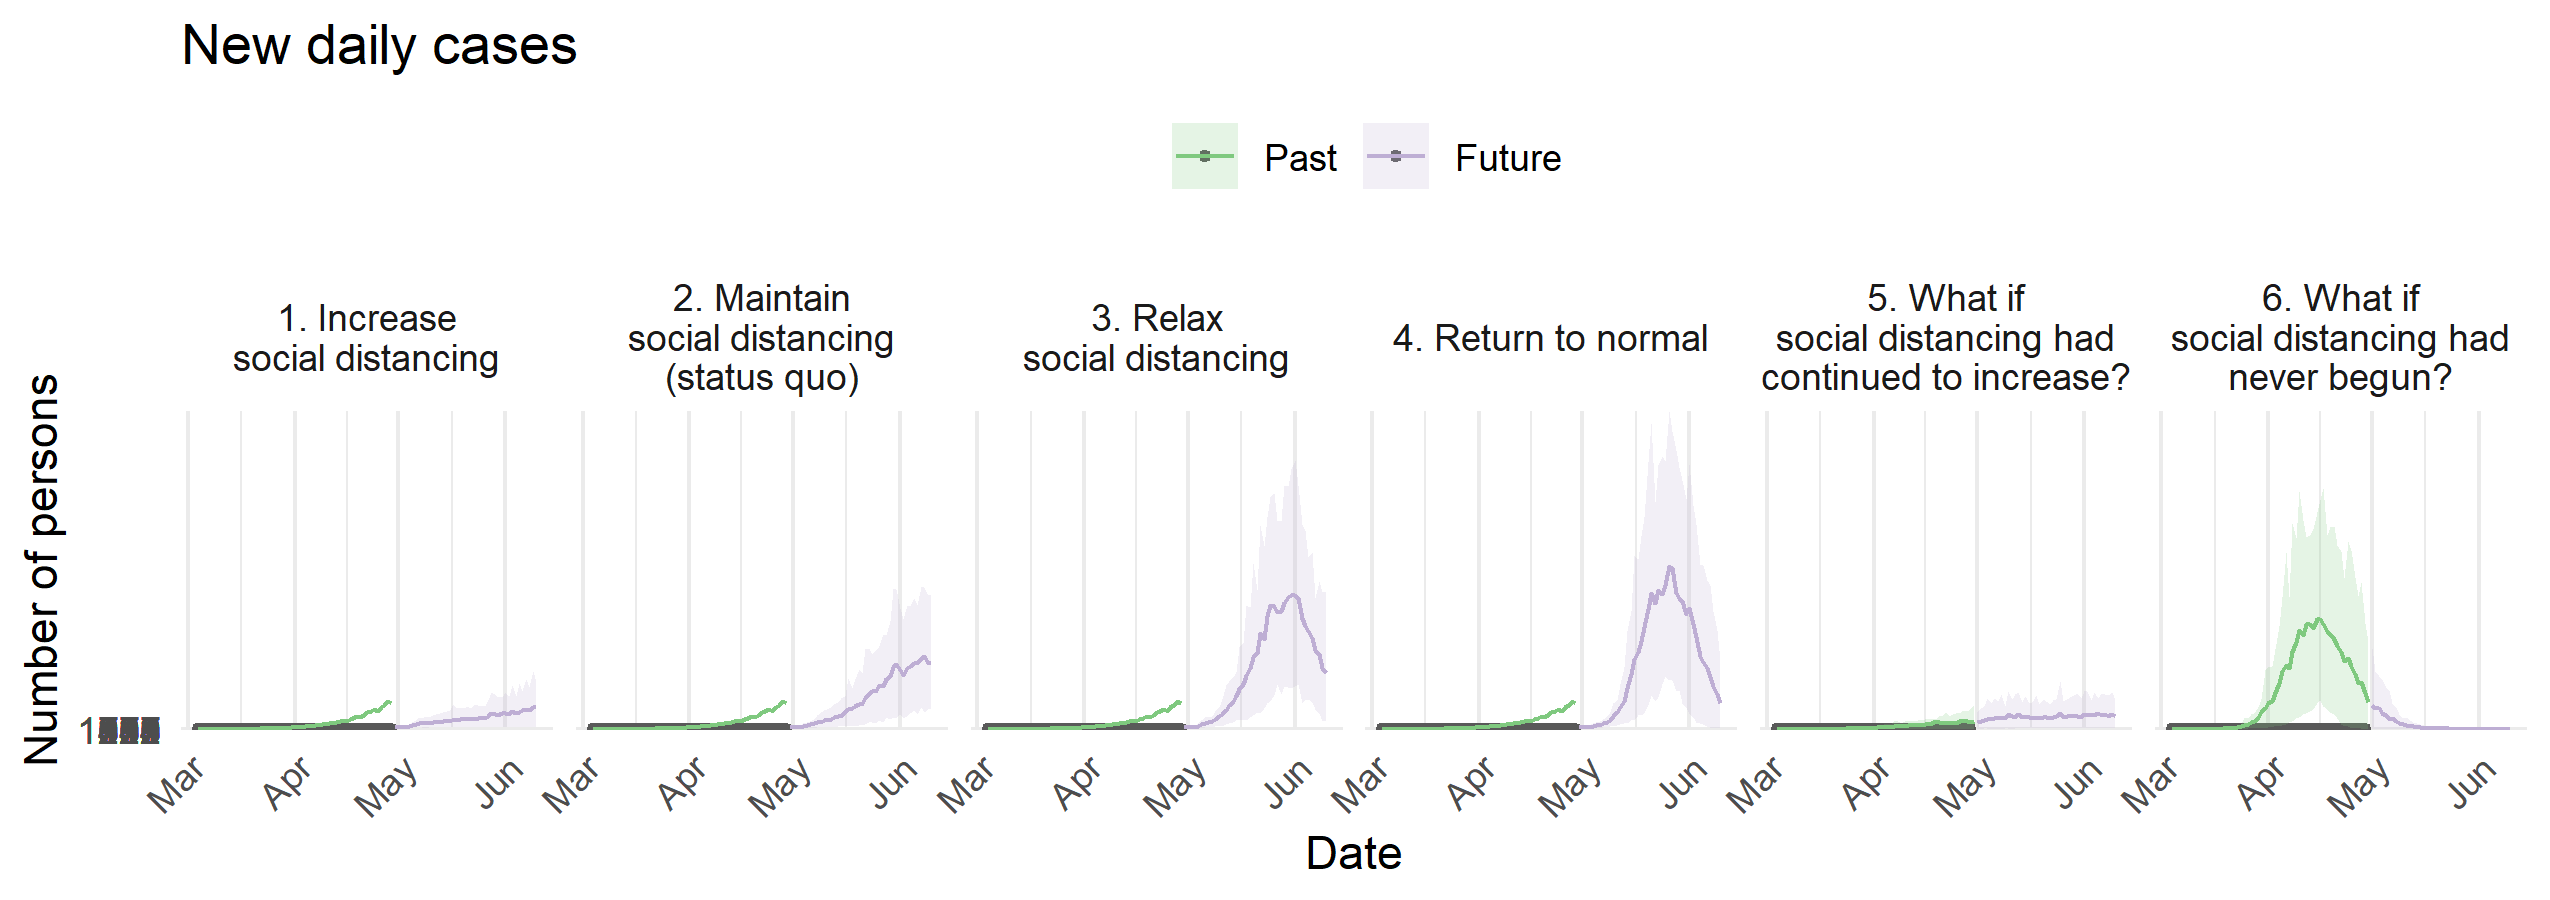 New daily cases
Past Future
1. Increase
social distancing
2. Maintain
social distancing
(status quo)
3. Relax
social distancing
4. Return to normal
5. What if
social distancing had
continued to increase?
6. What if
social distancing had
never begun?
Number of persons
Mar Apr May Jun Mar Apr May Jun Mar Apr May Jun Mar Apr May Jun Mar Apr May Jun Mar Apr May Jun
Date